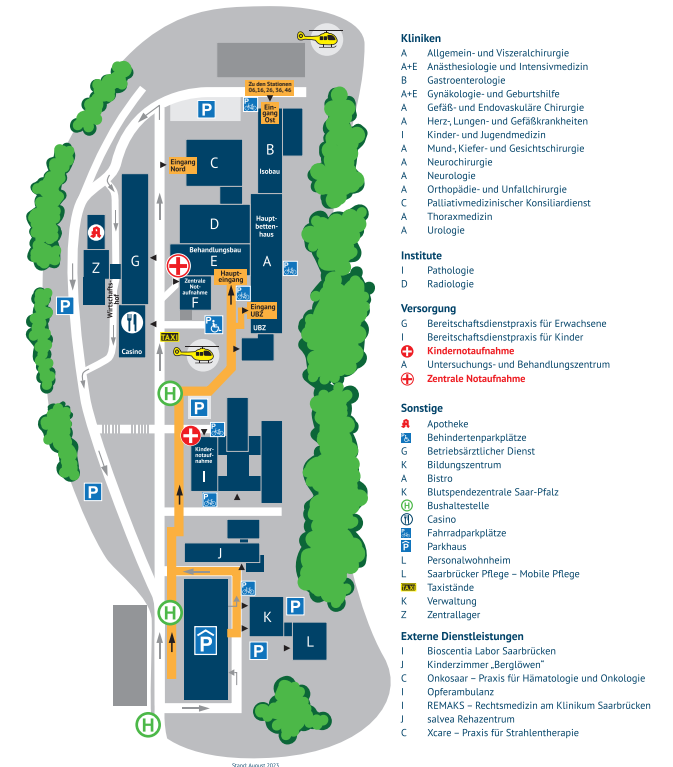 Zu den Stationen
06,16, 26, 36, 46
P
P
Ein-
gang
Ost
B
Isobau
Eingang
Nord
C
D
Haupt-
betten-
haus
Behandlungsbau
E
A
Haupt-
eingang
Zentrale
Not-
aufnahme
F
P
Eingang
UBZ
UBZ
G
Z
Wirtschafts-
hof
P
P
Casino
TAXI
H
P
P
Kinder-
notauf-
nahme
I
P
P
J
P
H
P
K
P
P
L
H
Stand: August 2023
Kliniken
A Allgemein- und Viszeralchirurgie
A+E Anästhesiologie und Intensivmedizin
B Gastroenterologie
A+E Gynäkologie- und Geburtshilfe
A Gefäß- und Endovaskuläre Chirurgie
A Herz-, Lungen- und Gefäßkrankheiten
I Kinder- und Jugendmedizin
A Mund-, Kiefer- und Gesichtschirurgie
A Neurochirurgie
A Neurologie
A Orthopädie- und Unfallchirurgie
C Palliativmedizinischer Konsiliardienst
A Thoraxmedizin
A Urologie
Institute
I Pathologie
D Radiologie
Versorgung
G Bereitschaftsdienstpraxis für Erwachsene
I Bereitschaftsdienstpraxis für Kinder
Kindernotaufnahme
A Untersuchungs- und Behandlungszentrum
Zentrale Notaufnahme
Sonstige
Apotheke
Behindertenparkplätze
G Betriebsärztlicher Dienst
K Bildungszentrum
A Bistro
K Blutspendezentrale Saar-Pfalz
H Bushaltestelle
Casino
Fahrradparkplätze
P Parkhaus
L Personalwohnheim
L Saarbrücker Pflege – Mobile Pflege
TAXI Taxistände
K Verwaltung
Z Zentrallager
Externe Dienstleistungen
I Bioscentia Labor Saarbrücken
J Kinderzimmer „Berglöwen“
C Onkosaar – Praxis für Hämatologie und Onkologie
I Opferambulanz
I REMAKS – Rechtsmedizin am Klinikum Saarbrücken
J salvea Rehazentrum
C Xcare – Praxis für Strahlentherapie